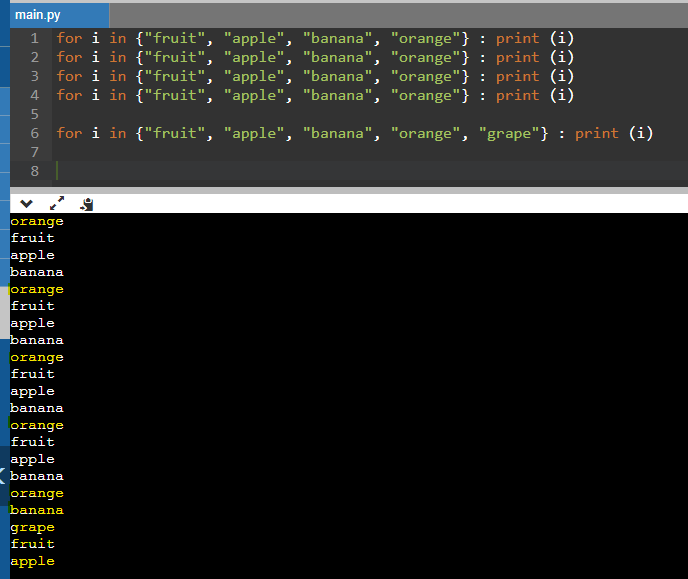 main.py
1 for i in {"fruit", "apple", "banana", "orange"} : print (i)
2 for i in {"fruit", "apple", "banana", "orange"} : print (i)
3 for i in {"fruit", "apple", "banana", "orange"} : print (i)
4 for i in {"fruit", "apple", "banana", "orange"} : print (i)
5
6 for i in {"fruit", "apple", "banana", "orange", "grape"} : print (i)
7
8
orange
fruit
apple
banana
orange
fruit
apple
banana
orange
fruit
apple
banana
orange
fruit
apple
banana
orange
banana
grape
fruit
apple